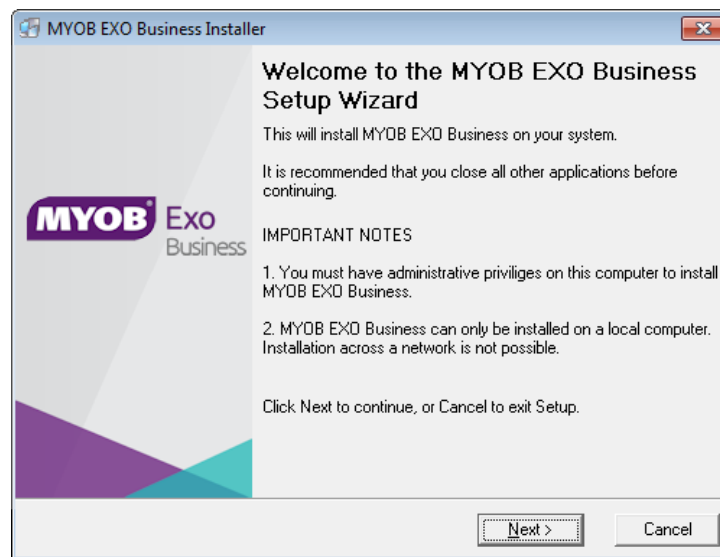 MYOB EXO Business Installer
Welcome to the MYOB EXO Business
Setup Wizard
This will install MYOB EXO Business on your system.
It is recommended that you close all other applications before
continuing.
MYOB Exo
Business
IMPORTANT NOTES
1. You must have administrative priviliges on this computer to install
MYOB EXO Business.
2. MYOB EXO Business can only be installed on a local computer.
Installation across a network is not possible.
Click Next to continue, or Cancel to exit Setup.
Next >
Cancel